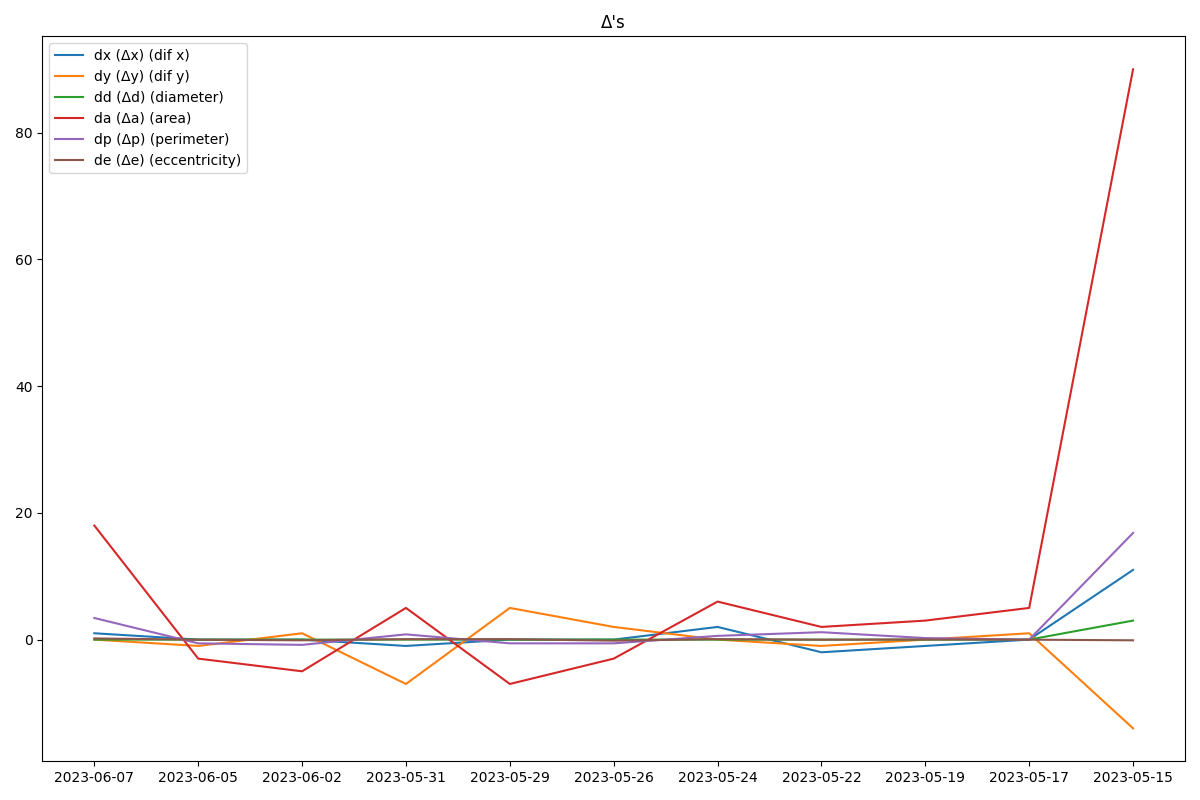 Δ's
dx (Δx) (dif x)
dy (Δy) (dif y)
dd (Δd) (diameter)
da (Δa) (area)
dp (Δp) (perimeter)
de (Δe) (eccentricity)
80
60
40
20
0
2023-06-07 2023-06-05 2023-06-02 2023-05-31 2023-05-29 2023-05-26 2023-05-24 2023-05-22 2023-05-19 2023-05-17 2023-05-15